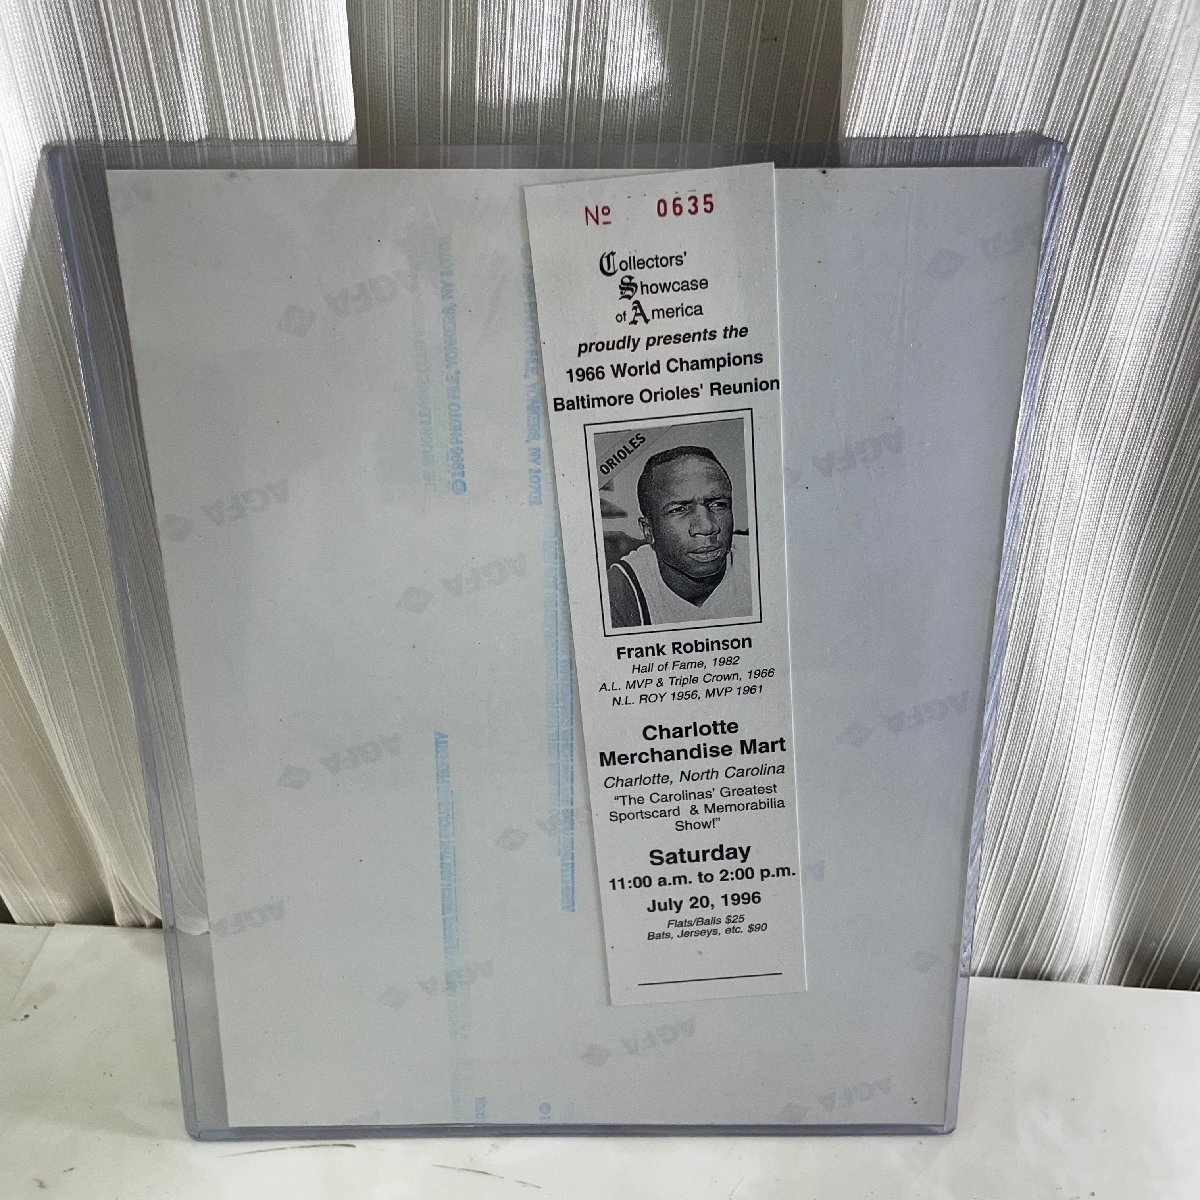 Nº 0635
Collectors'
Showcase
of America
proudly presents the
1966 World Champions
Baltimore Orioles' Reunion
ORIOLES
Frank Robinson
Hall of Fame, 1982
A.L. MVP & Triple Crown, 1966
N.L. ROY 1956, MVP 1961
Charlotte
Merchandise Mart
Charlotte, North Carolina
"The Carolinas' Greatest
Sportscard & Memorabilia
Show!"
Saturday
11:00 a.m. to 2:00 p.m.
July 20, 1996
Flats/Balls $25
Bats, Jerseys, etc. $90
AGFA
AGFA
AGFA
AGFA
AGFA
AGFA
AGFA
AGFA
AGFA
AGFA